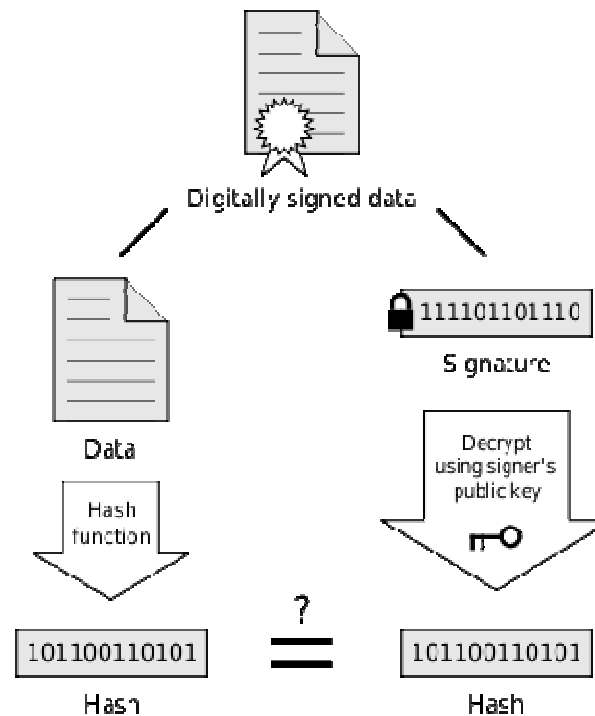 Digitally signed data
111101101110
Signature
Data
Decrypt
using signer's
public key
Hash
function
?
101100110101
=
101100110101
Hash
Hash